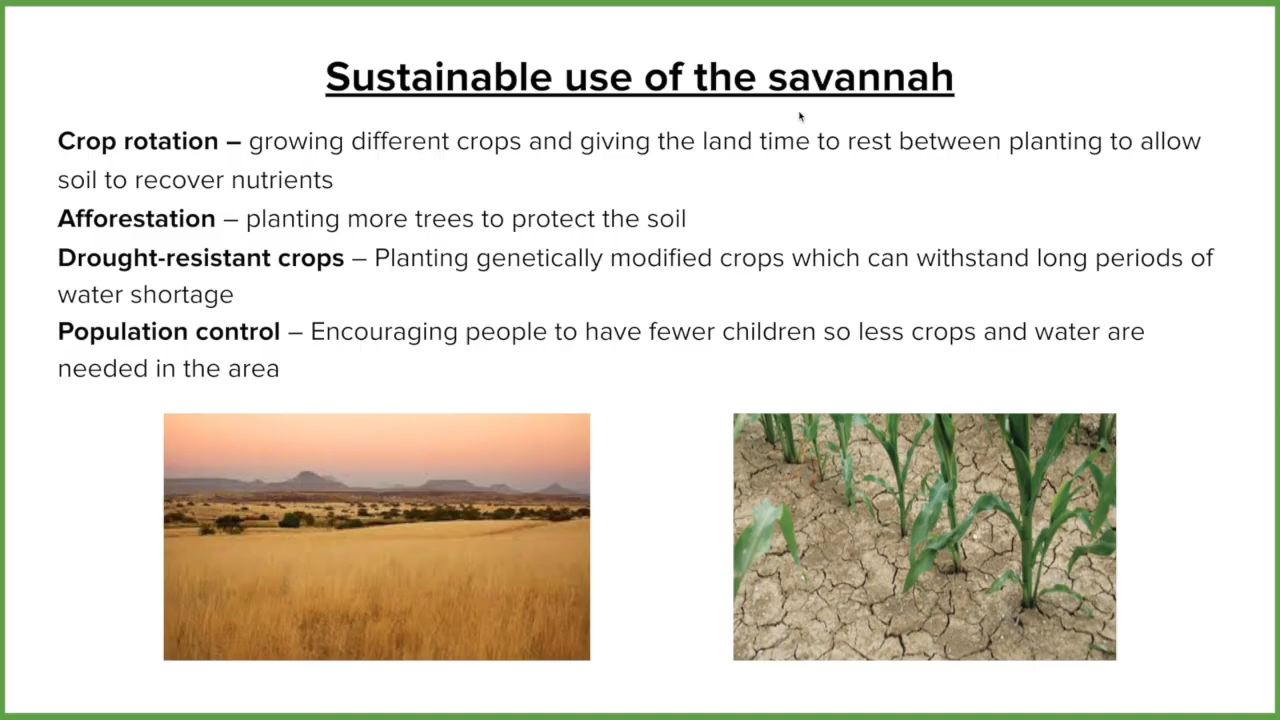 Sustainable use of the savannah
Crop rotation – growing different crops and giving the land time to rest between planting to allow
soil to recover nutrients
Afforestation – planting more trees to protect the soil
Drought-resistant crops – Planting genetically modified crops which can withstand long periods of
water shortage
Population control – Encouraging people to have fewer children so less crops and water are
needed in the area